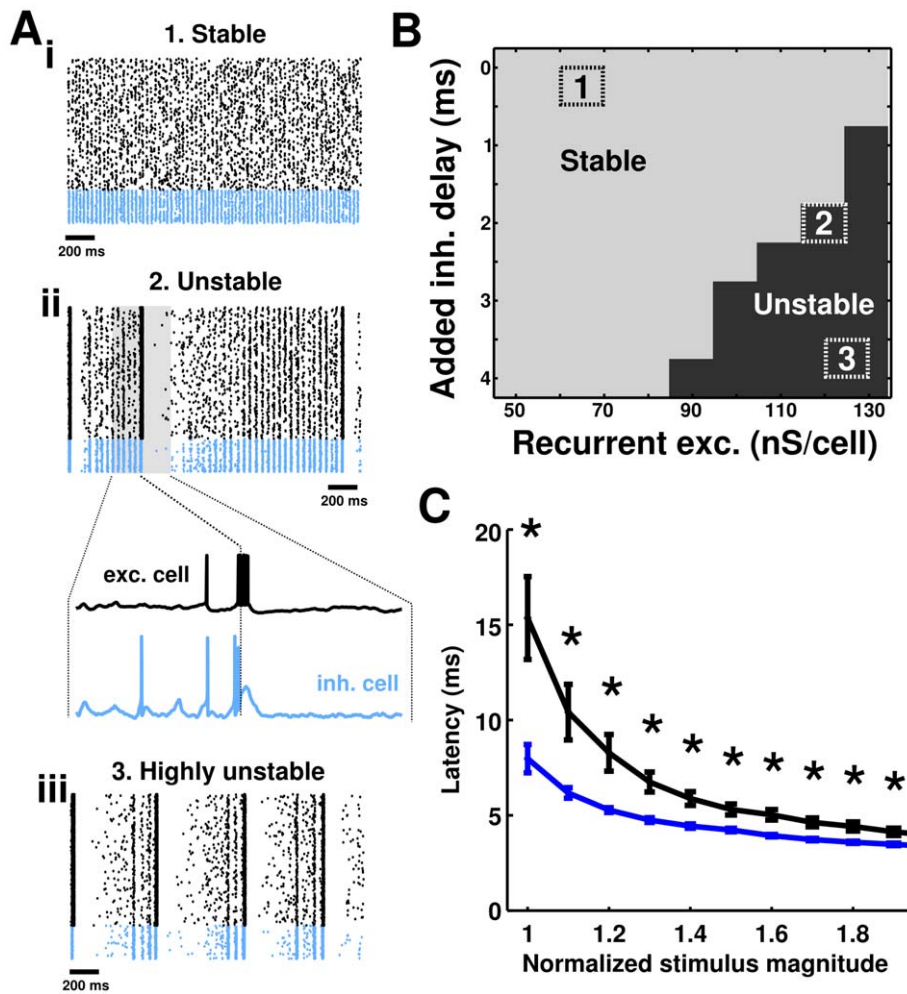 A
i
1. Stable
200 ms
ii
2. Unstable
200 ms
exc. cell
inh. cell
iii
3. Highly unstable
200 ms
B
Added inh. delay (ms)
0
1
2
3
4
1
Stable
2
Unstable
3
50 70 90 110 130
Recurrent exc. (nS/cell)
C
Latency (ms)
20
15
10
5
0
* * * * * * * * * *
1 1.2 1.4 1.6 1.8
Normalized stimulus magnitude